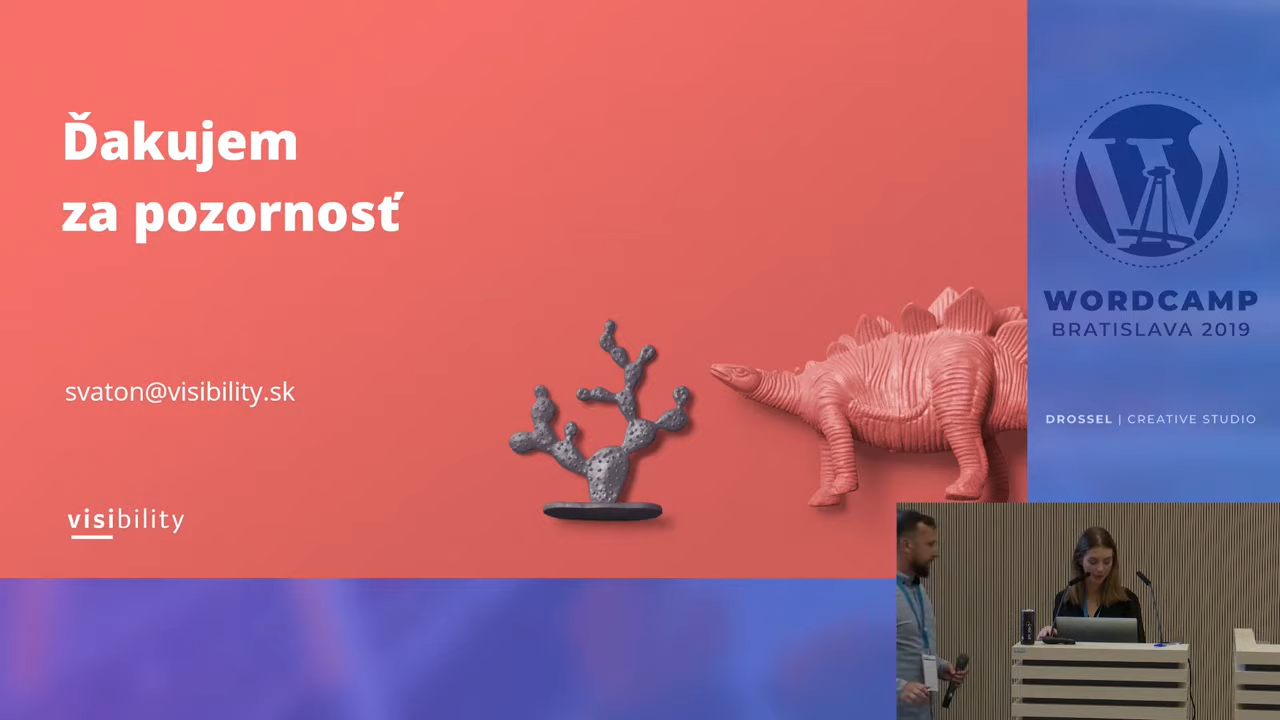 Ďakujem
za pozornosť
svaton@visibility.sk
visibility
WORDCAMP
BRATISLAVA 2019
DROSSEL | CREATIVE STUDIO